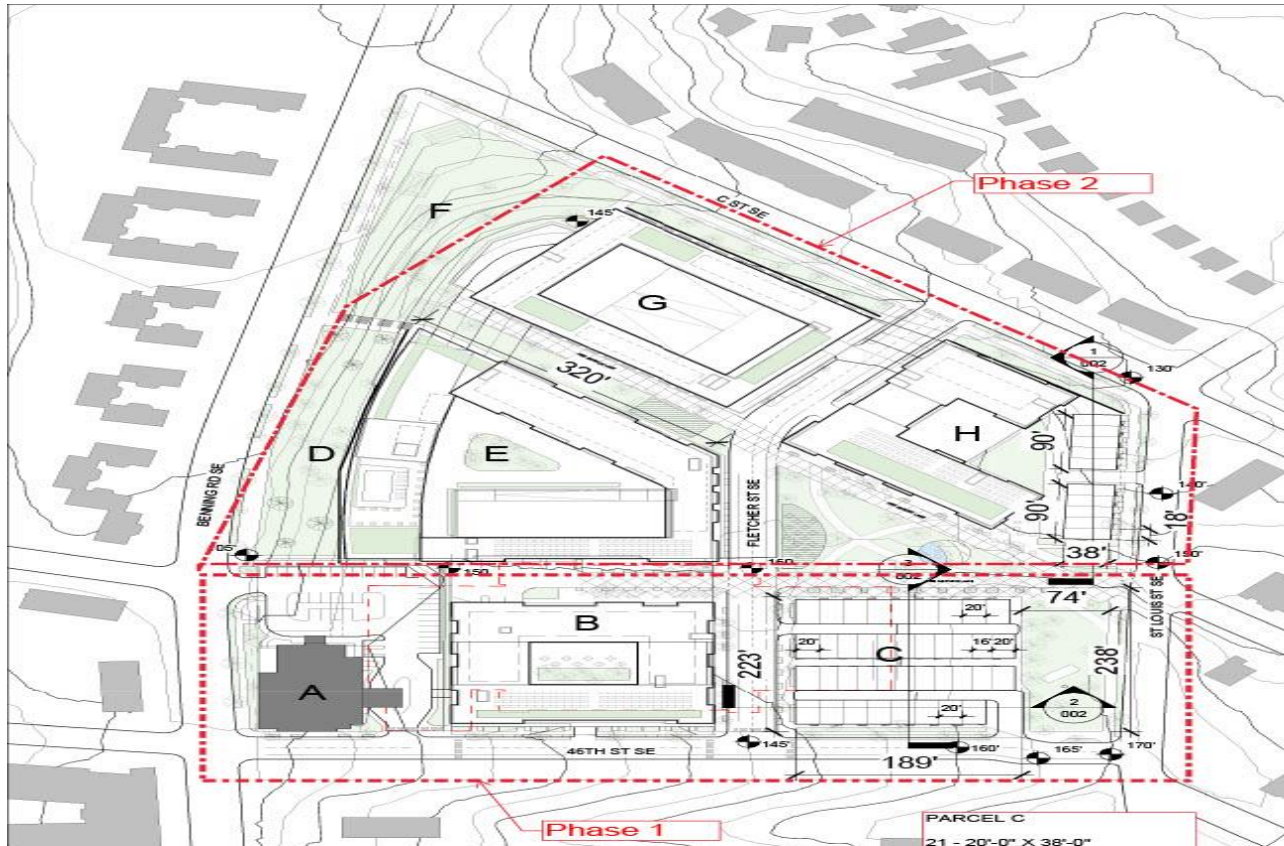 Phase 2
C ST SE
F
145'
G
1
002
130'
320'
H
D
E
90'
BENNING RD SE
FLETCHER ST SE
140'
90'
18'
05'
150
150
38'
150'
3
002
74'
ST LOUIS ST SE
B
20'
20'
16'
20'
C
223'
238'
A
20'
2
002
46TH ST SE
145'
160'
165'
170'
189'
Phase 1
PARCEL C
21 - 20'-0" X 38'-0"